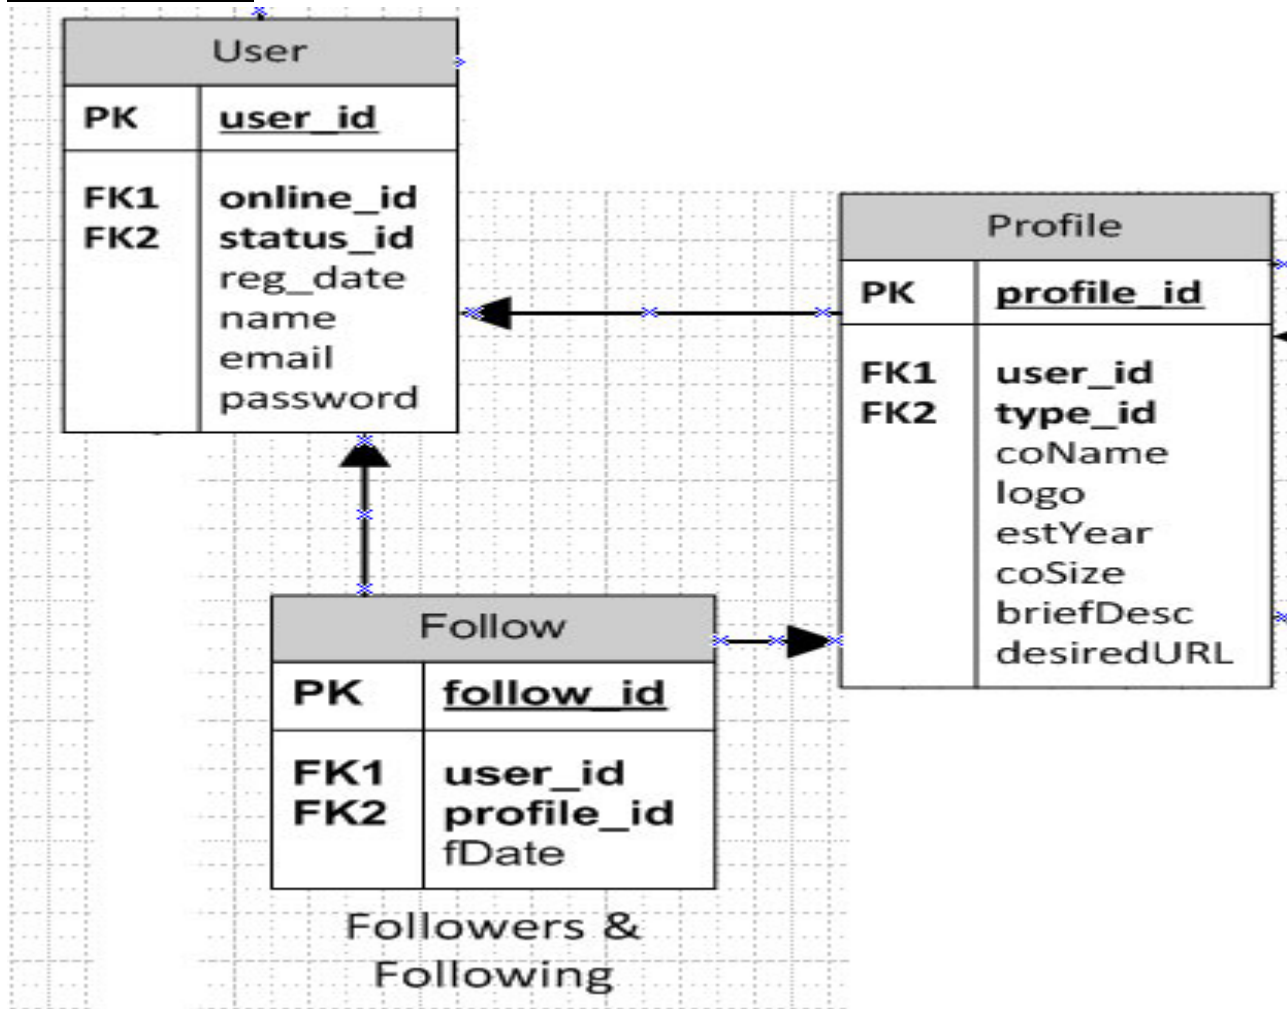 User
PK user_id
FK1 online_id
FK2 status_id
reg_date
name
email
password
Profile
PK profile_id
FK1 user_id
FK2 type_id
coName
logo
estYear
coSize
briefDesc
desiredURL
Follow
PK follow_id
FK1 user_id
FK2 profile_id
fDate
Followers &
Following